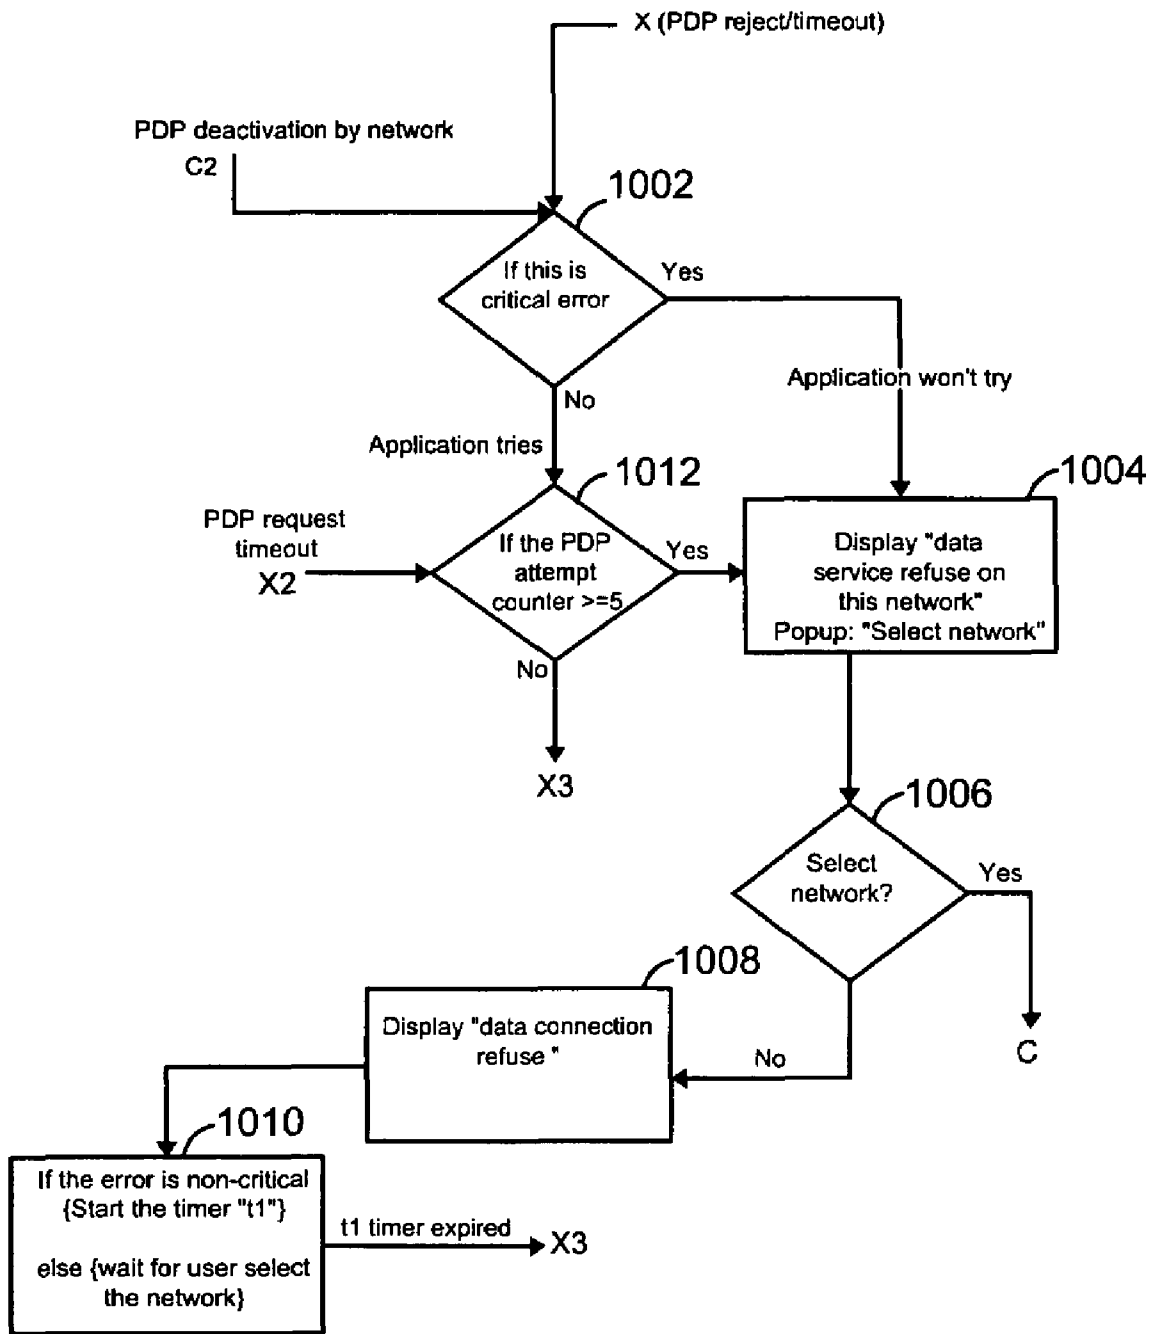 X (PDP reject/timeout)
PDP deactivation by network
C2
1002
If this is
critical error
Yes
Application won't try
No
Application tries
1012
1004
PDP request
timeout
X2
If the PDP
attempt
counter >=5
Yes
Display "data
service refuse on
this network"
Popup: "Select network"
No
X3
1006
Select
network?
Yes
C
1008
Display "data connection
refuse "
No
1010
If the error is non-critical
{Start the timer "t1"}
else {wait for user select
the network}
t1 timer expired
X3